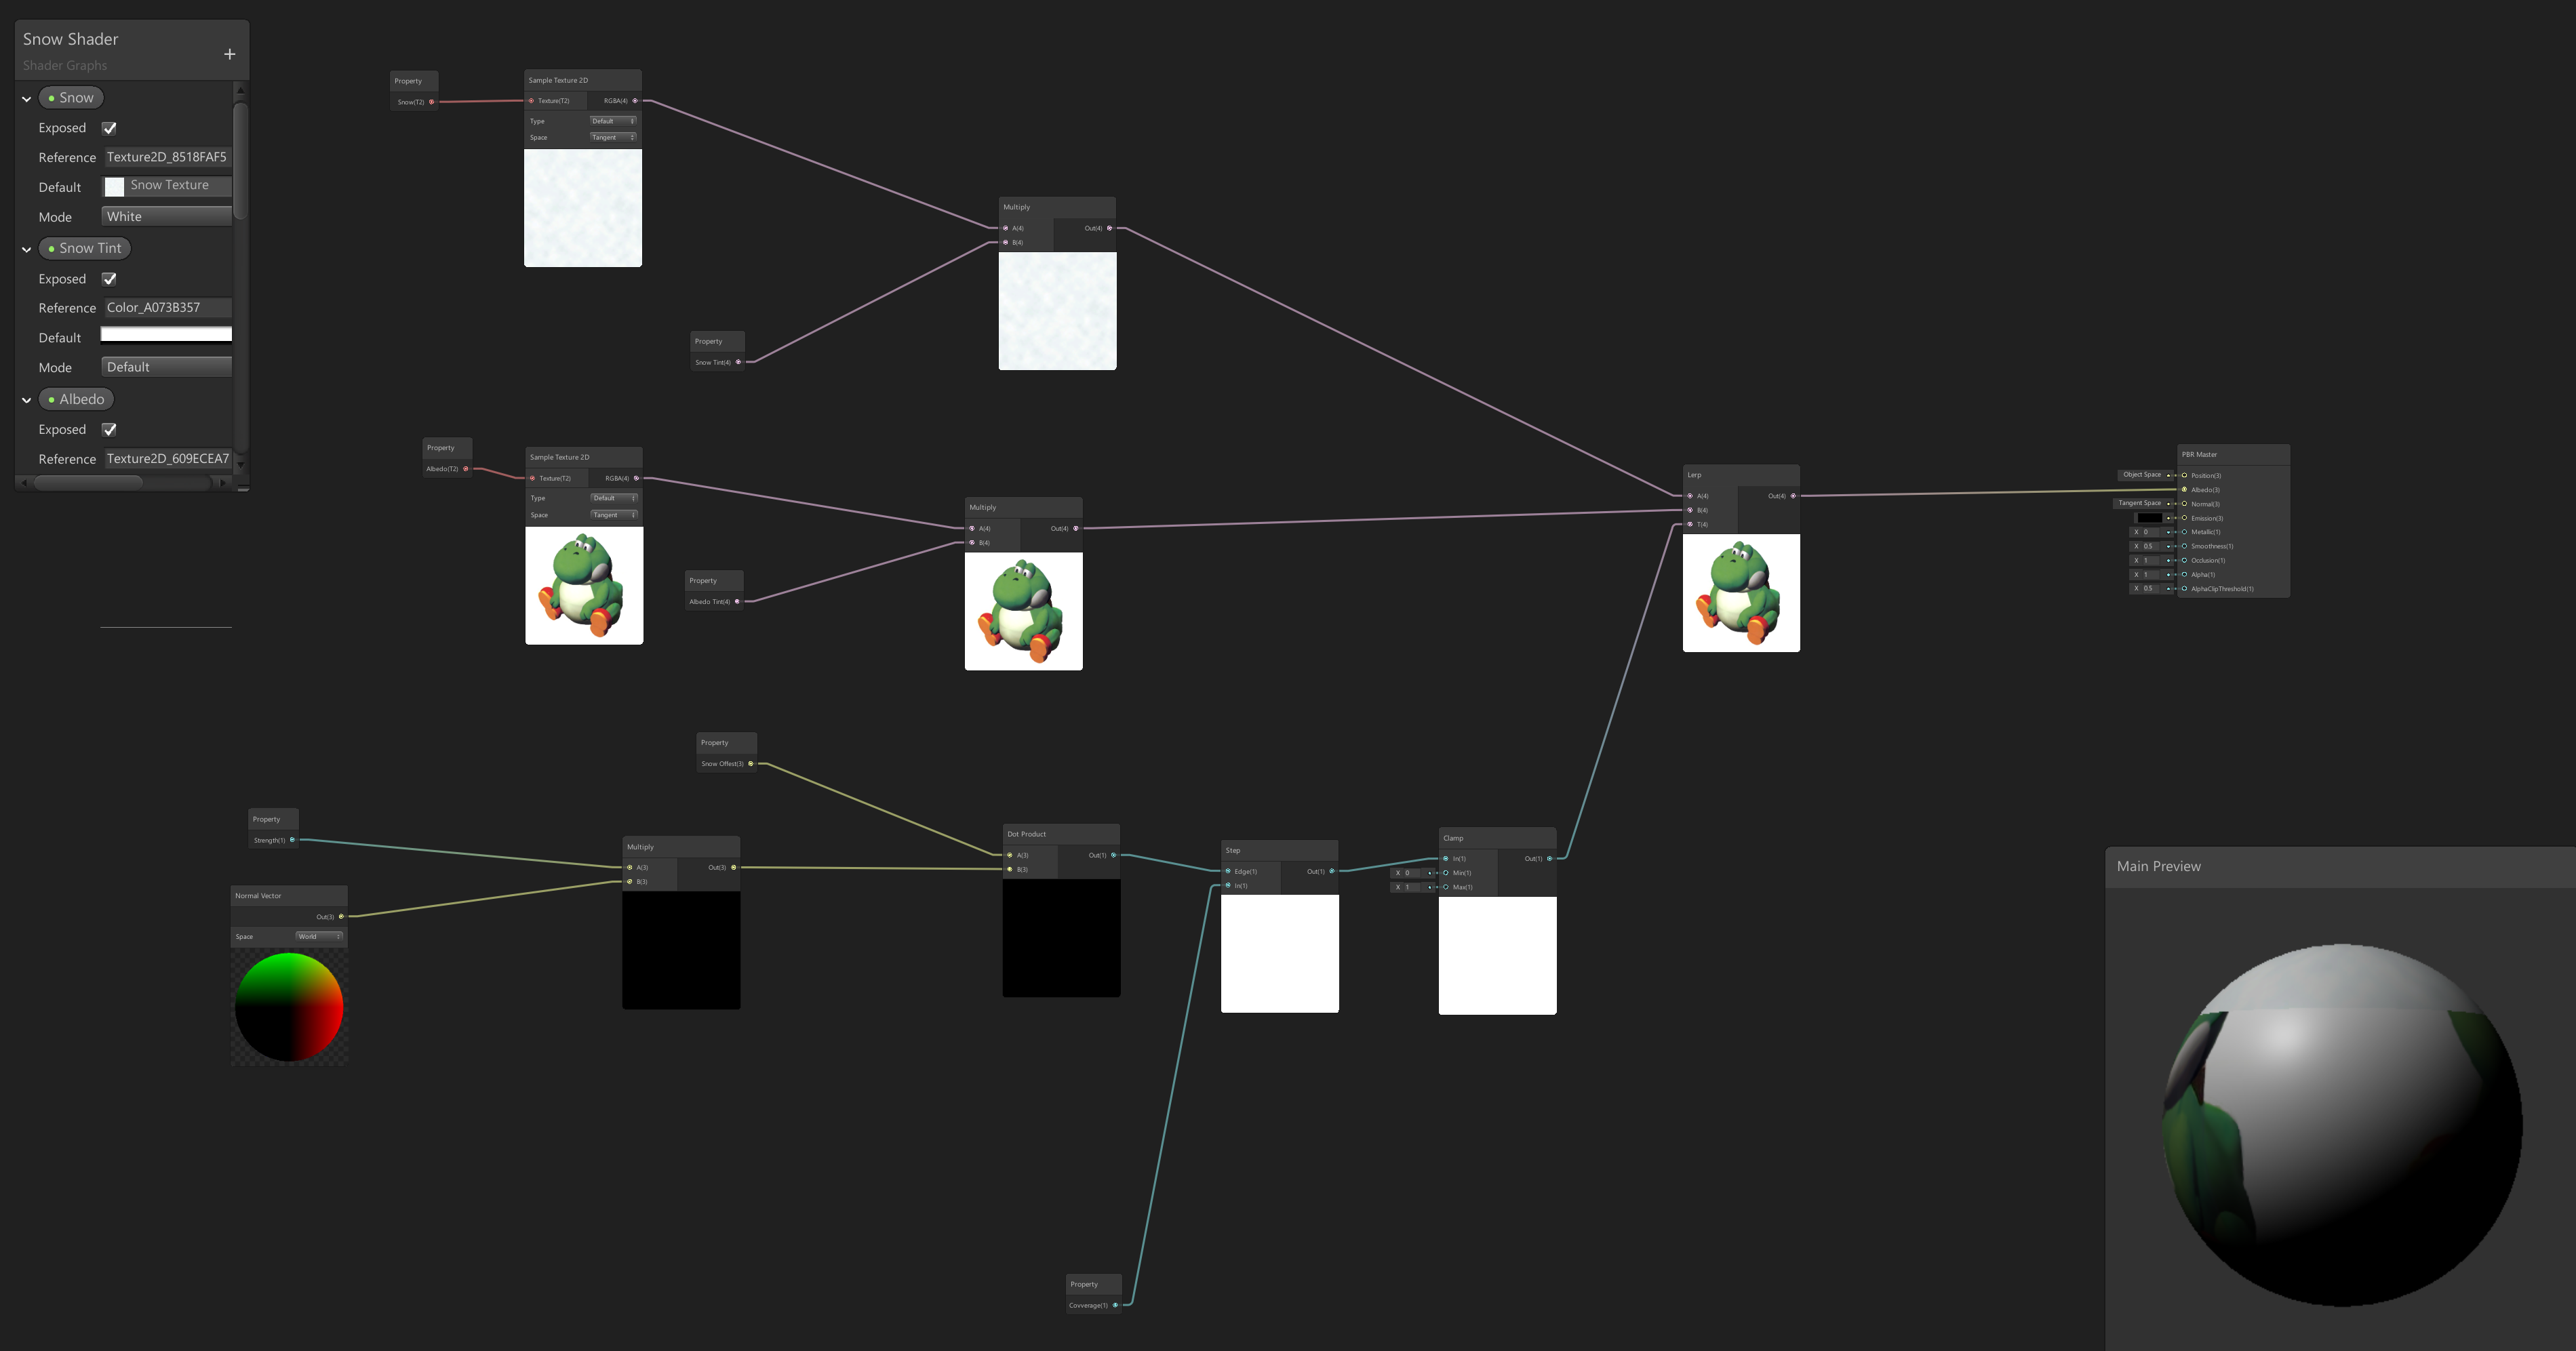 Snow Shader
Shader Graphs
+
Snow
Exposed
Reference Texture2D_8518FAF5
Default Snow Texture
Mode White
Snow Tint
Exposed
Reference Color_A073B357
Default
Mode Default
Albedo
Exposed
Reference Texture2D_609ECEA7
Property
Snow(T2)
Sample Texture 2D
Texture(T2) RGBA(4)
Type Default
Space Tangent
Property
Snow Tint(4)
Multiply
A(4) Out(4)
B(4)
Property
Albedo(T2)
Sample Texture 2D
Texture(T2) RGBA(4)
Type Default
Space Tangent
Property
Albedo Tint(4)
Multiply
A(4) Out(4)
B(4)
Lerp
A(4) Out(4)
B(4)
T(4)
PBR Master
Object Space Position(3)
Albedo(3)
Tangent Space Normal(3)
Emission(3)
X 0 Metallic(1)
X 0.5 Smoothness(1)
X 1 Occlusion(1)
X 1 Alpha(1)
X 0.5 AlphaClipThreshold(1)
Property
Snow Offest(3)
Property
Strength(1)
Normal Vector
Out(3)
Space World
Multiply
A(3) Out(3)
B(3)
Dot Product
A(3) Out(1)
B(3)
Step
Edge(1) Out(1)
In(1)
Clamp
In(1) Out(1)
X 0 Min(1)
X 1 Max(1)
Property
Covverage(1)
Main Preview